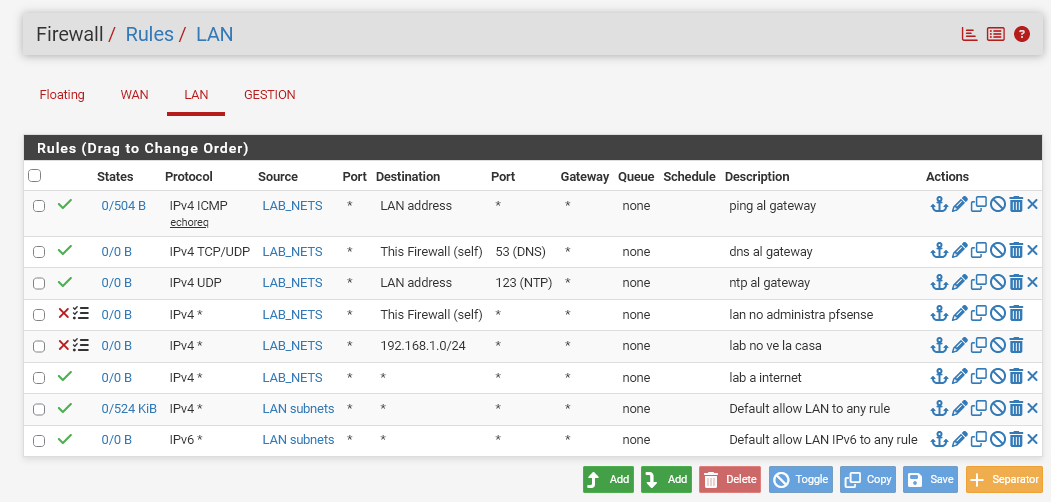 Firewall / Rules / LAN
Floating WAN LAN GESTION
Rules (Drag to Change Order)
States Protocol Source Port Destination Port Gateway Queue Schedule Description Actions
0/504 B IPv4 ICMP LAB_NETS * LAN address * * none ping al gateway
echoreq
0/0 B IPv4 TCP/UDP LAB_NETS * This Firewall (self) 53 (DNS) * none dns al gateway
0/0 B IPv4 UDP LAB_NETS * LAN address 123 (NTP) * none ntp al gateway
0/0 B IPv4 * LAB_NETS * This Firewall (self) * * none lan no administra pfsense
0/0 B IPv4 * LAB_NETS * 192.168.1.0/24 * * none lab no ve la casa
0/0 B IPv4 * LAB_NETS * * * * none lab a internet
0/524 KiB IPv4 * LAN subnets * * * * none Default allow LAN to any rule
0/0 B IPv6 * LAN subnets * * * * none Default allow LAN IPv6 to any rule
Add Add Delete Toggle Copy Save Separator